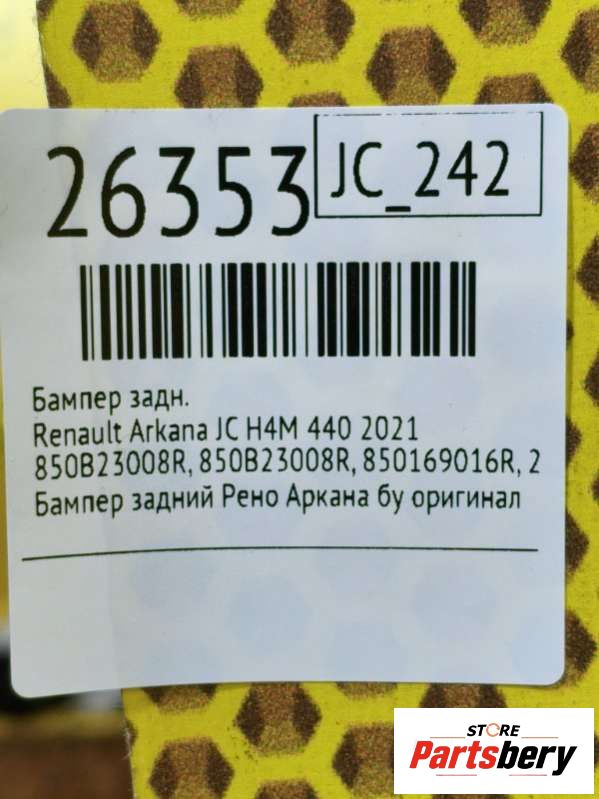 26353 JC_242
Бампер задн.
Renault Arkana JC H4M 440 2021
850B23008R, 850B23008R, 850169016R, 2
Бампер задний Рено Аркана бу оригинал
STORE
Partsbery